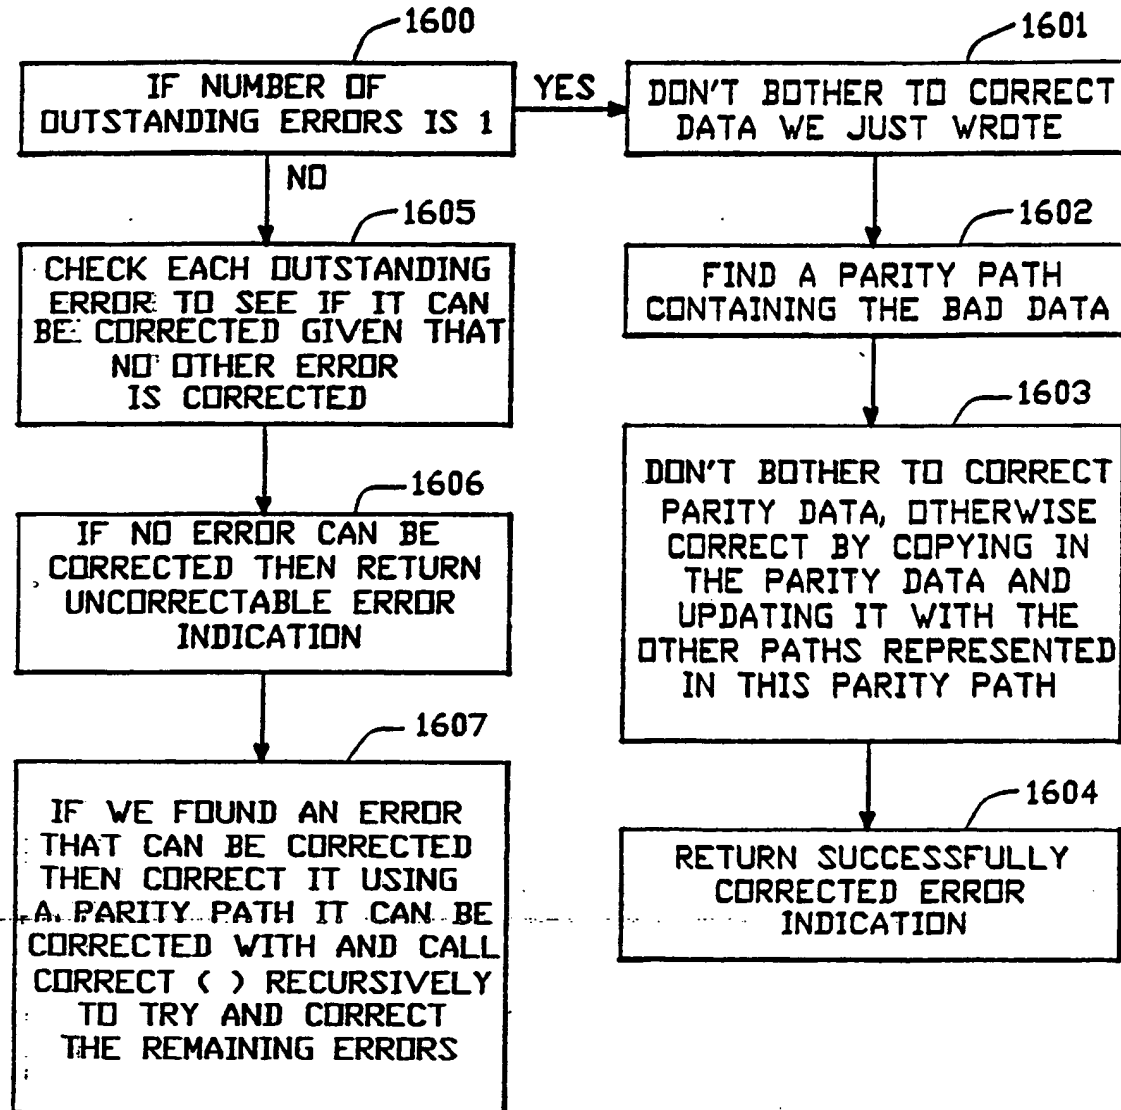 1600
IF NUMBER OF
OUTSTANDING ERRORS IS 1
YES
NO
1601
DON'T BOTHER TO CORRECT
DATA WE JUST WROTE
1602
FIND A PARITY PATH
CONTAINING THE BAD DATA
1603
DON'T BOTHER TO CORRECT
PARITY DATA, OTHERWISE
CORRECT BY COPYING IN
THE PARITY DATA AND
UPDATING IT WITH THE
OTHER PATHS REPRESENTED
IN THIS PARITY PATH
1604
RETURN SUCCESSFULLY
CORRECTED ERROR
INDICATION
1605
CHECK EACH OUTSTANDING
ERROR TO SEE IF IT CAN
BE CORRECTED GIVEN THAT
NO OTHER ERROR
IS CORRECTED
1606
IF NO ERROR CAN BE
CORRECTED THEN RETURN
UNCORRECTABLE ERROR
INDICATION
1607
IF WE FOUND AN ERROR
THAT CAN BE CORRECTED
THEN CORRECT IT USING
A PARITY PATH IT CAN BE
CORRECTED WITH AND CALL
CORRECT ( ) RECURSIVELY
TO TRY AND CORRECT
THE REMAINING ERRORS